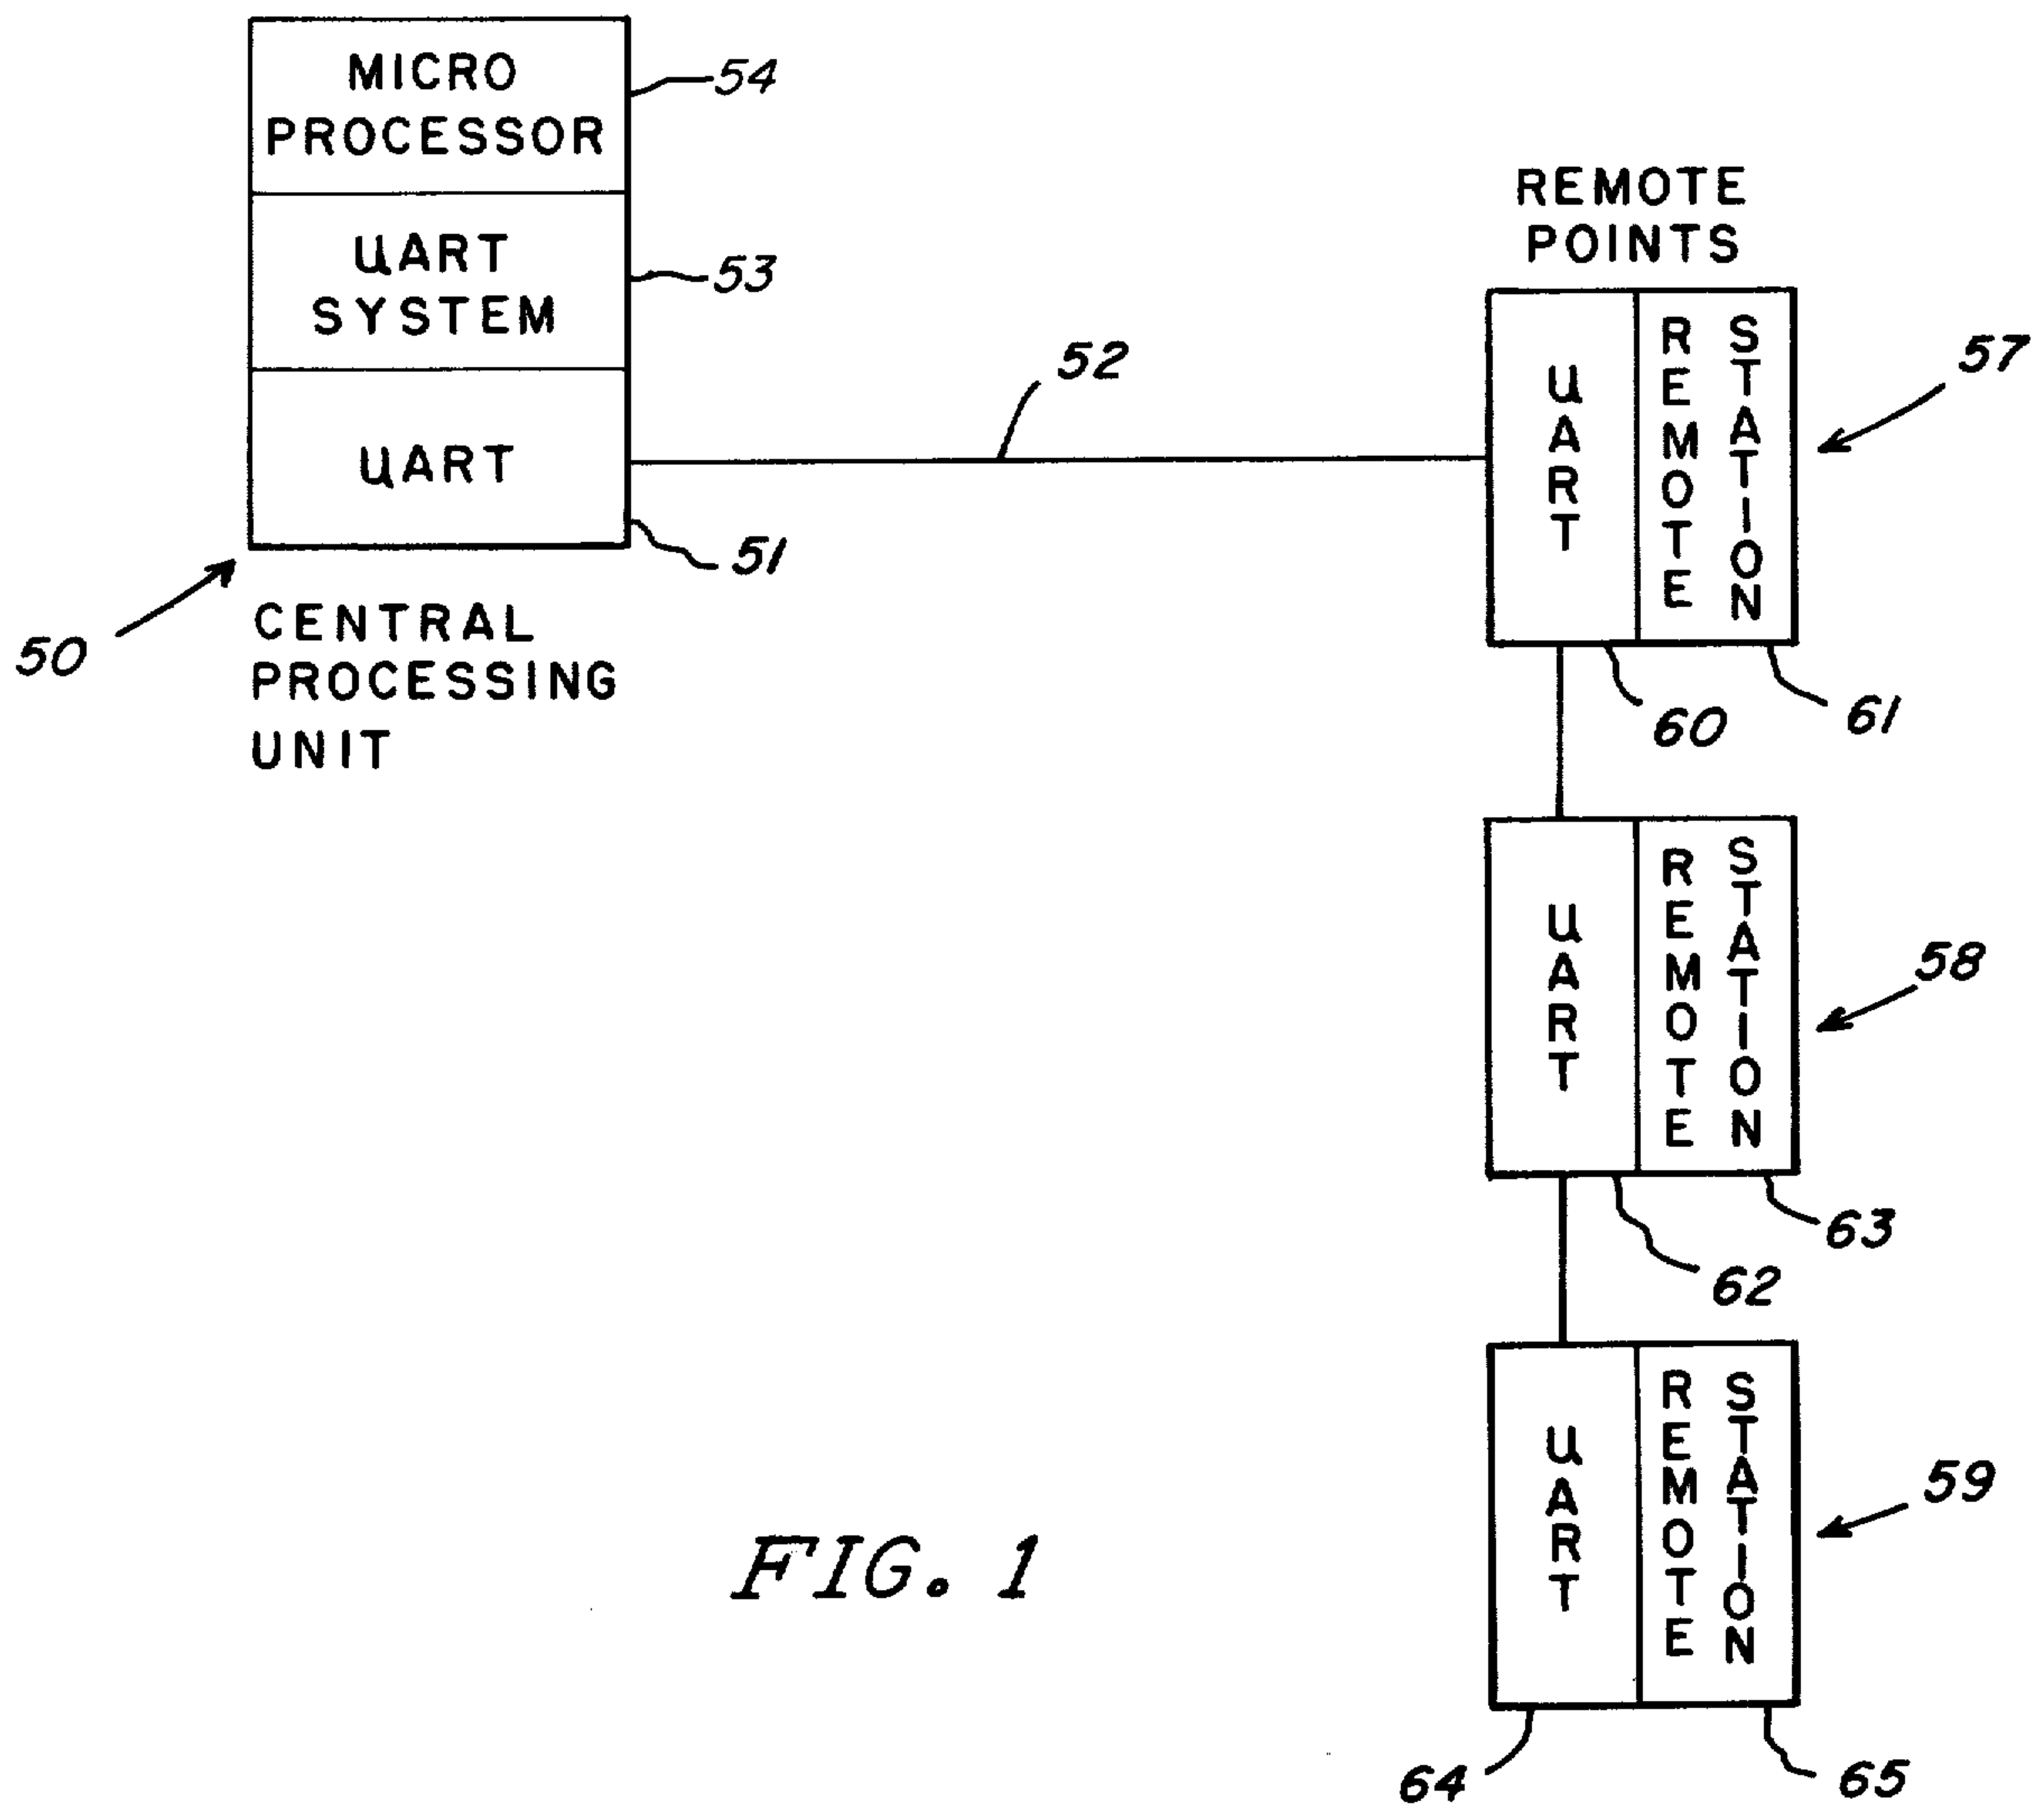 MICRO
PROCESSOR
54
UART
SYSTEM
53
UART
51
50
CENTRAL
PROCESSING
UNIT
52
REMOTE
POINTS
UART
REMOTE
STATION
57
60
61
UART
REMOTE
STATION
58
62
63
UART
REMOTE
STATION
59
64
65
FIG. 1